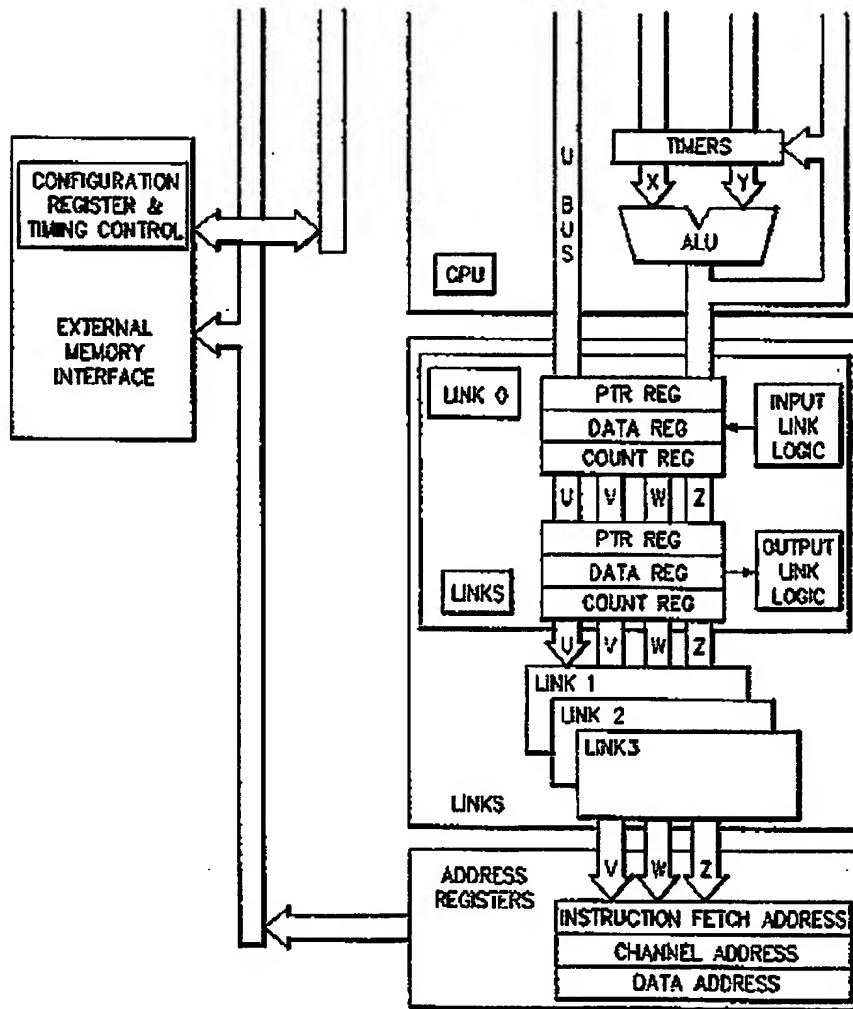 CONFIGURATION
REGISTER &
TIMING CONTROL
EXTERNAL
MEMORY
INTERFACE
U BUS
TIMERS
X
Y
ALU
CPU
LINK 0
PTR REG
DATA REG
COUNT REG
INPUT
LINK
LOGIC
U
V
W
Z
PTR REG
DATA REG
COUNT REG
OUTPUT
LINK
LOGIC
LINKS
U
V
W
Z
LINK 1
LINK 2
LINK3
LINKS
V
W
Z
ADDRESS
REGISTERS
INSTRUCTION FETCH ADDRESS
CHANNEL ADDRESS
DATA ADDRESS